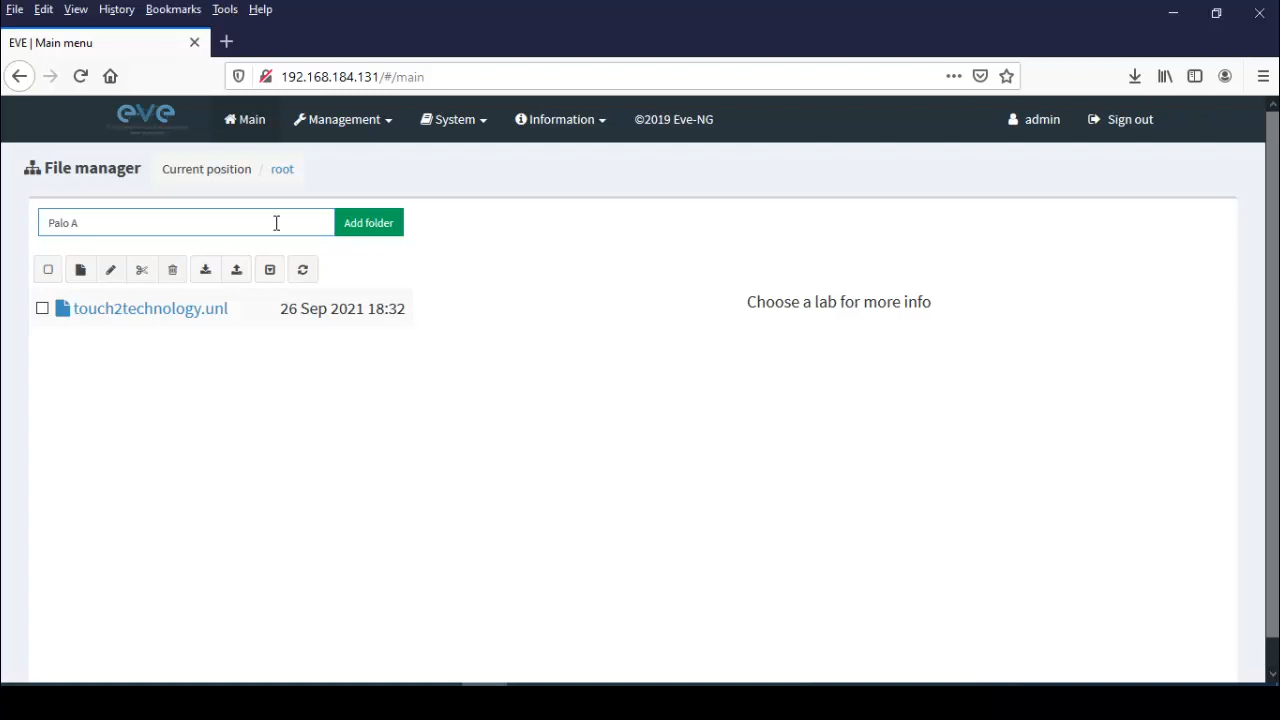 File Edit View History Bookmarks Tools Help
EVE | Main menu
192.168.184.131/#/main
eve Main Management System Information ©2019 Eve-NG admin Sign out
File manager Current position / root
Palo A Add folder
touch2technology.unl 26 Sep 2021 18:32
Choose a lab for more info